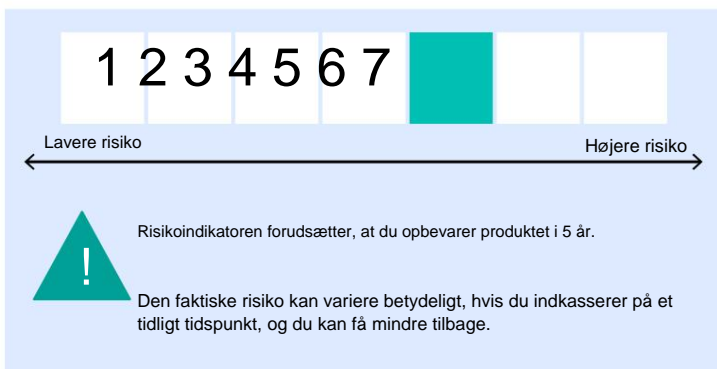 1 2 3 4 5 6 7
Lavere risiko
Højere risiko
!
Risikoindikatoren forudsætter, at du opbevarer produktet i 5 år.
Den faktiske risiko kan variere betydeligt, hvis du indkasserer på et
tidligt tidspunkt, og du kan få mindre tilbage.